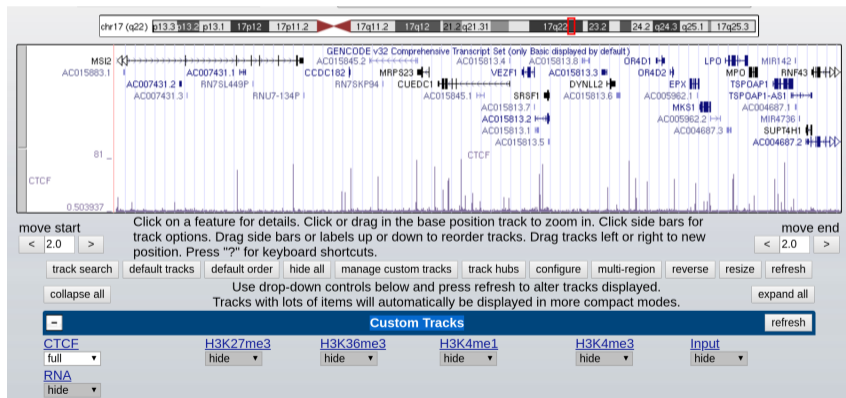 chr17 (q22) p13.3 p13.2 p13.1 17p12 17p11.2 17q11.2 17q12 21.2 q21.31 17q22 23.2 24.2 q24.3 q25.1 17q25.3
GENCODE v32 Comprehensive Transcript Set (only Basic displayed by default)
MSI2 AC015845.2 AC015813.4 AC015813.8 OR4D1 LPO MIR142
AC015883.1 AC007431.1 CCDC182 MRPS23 VEZF1 AC015813.3 OR4D2 MPO RNF43
AC007431.2 RN7SL449P RN7SKP94 CUEDC1 DYNLL2 EPX TSPOAP1
AC007431.3 RNU7-134P AC015845.1 SRSF1 AC015813.6 AC005962.1 TSPOAP1-AS1
AC015813.7 MKS1 AC004687.1
AC015813.2 AC005962.2 MIR4736
AC015813.1 AC004687.3 SUPT4H1
AC015813.5 AC004687.2
81 _ CTCF
CTCF
0.503937 _
move start Click on a feature for details. Click or drag in the base position track to zoom in. Click side bars for move end
< 2.0 > track options. Drag side bars or labels up or down to reorder tracks. Drag tracks left or right to new < 2.0 >
position. Press "?" for keyboard shortcuts.
track search default tracks default order hide all manage custom tracks track hubs configure multi-region reverse resize refresh
collapse all Use drop-down controls below and press refresh to alter tracks displayed. expand all
Tracks with lots of items will automatically be displayed in more compact modes.
- Custom Tracks refresh
CTCF H3K27me3 H3K36me3 H3K4me1 H3K4me3 Input
full hide hide hide hide hide
RNA
hide